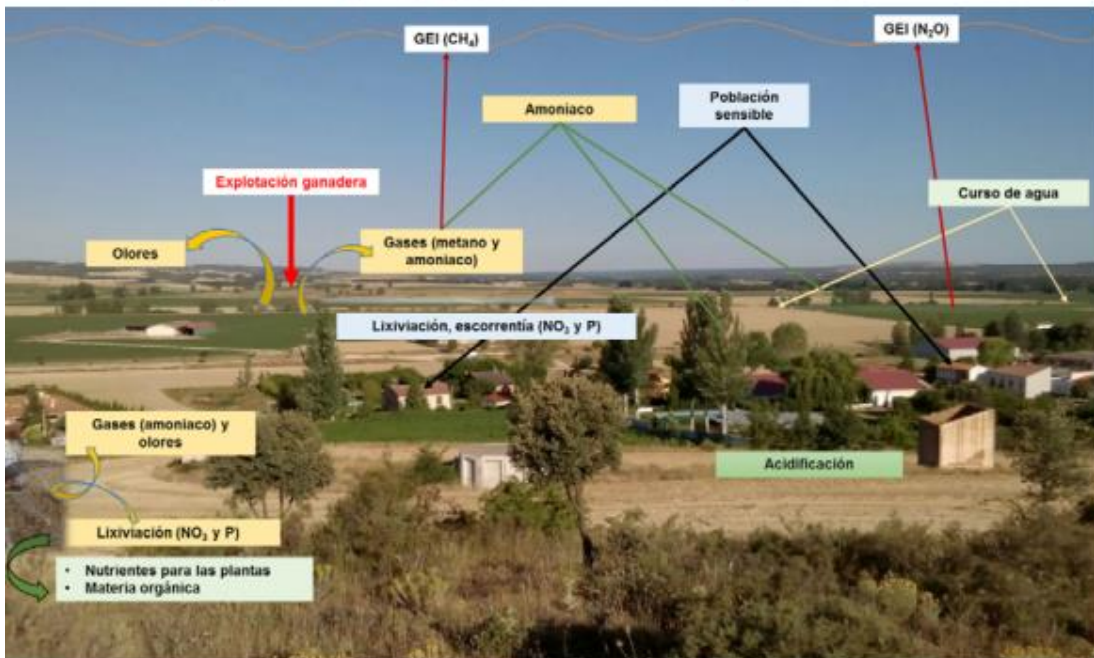 GEI (CH₄)
GEI (N₂O)
Amoniaco
Población
sensible
Explotación ganadera
Curso de agua
Olores
Gases (metano y
amoniaco)
Lixiviación, escorrentía (NO₃ y P)
Gases (amoniaco) y
olores
Acidificación
Lixiviación (NO₃ y P)
• Nutrientes para las plantas
• Materia orgánica